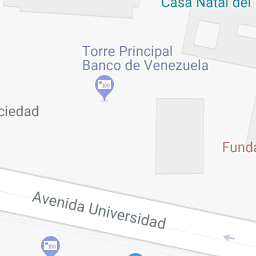 Casa Natal del
Torre Principal
Banco de Venezuela
ciedad
Funda
Avenida Universidad